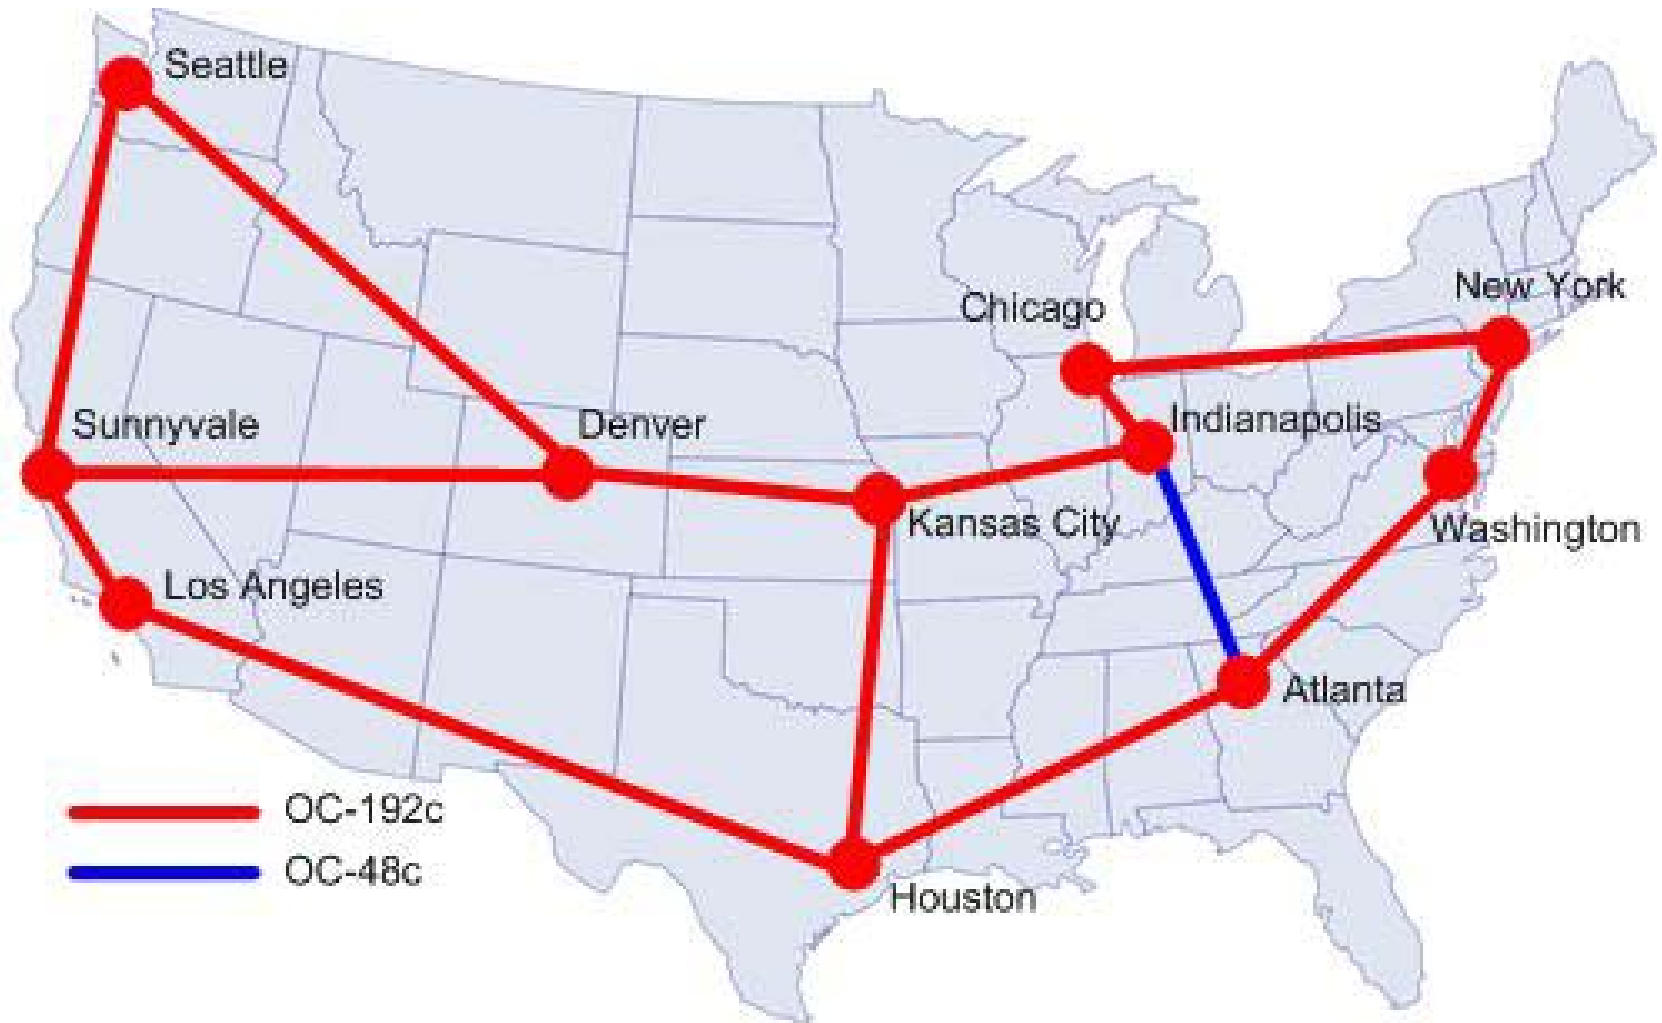 Seattle
New York
Chicago
Sunnyvale
Denver
Indianapolis
Kansas City
Washington
Los Angeles
Atlanta
OC-192c
OC-48c
Houston